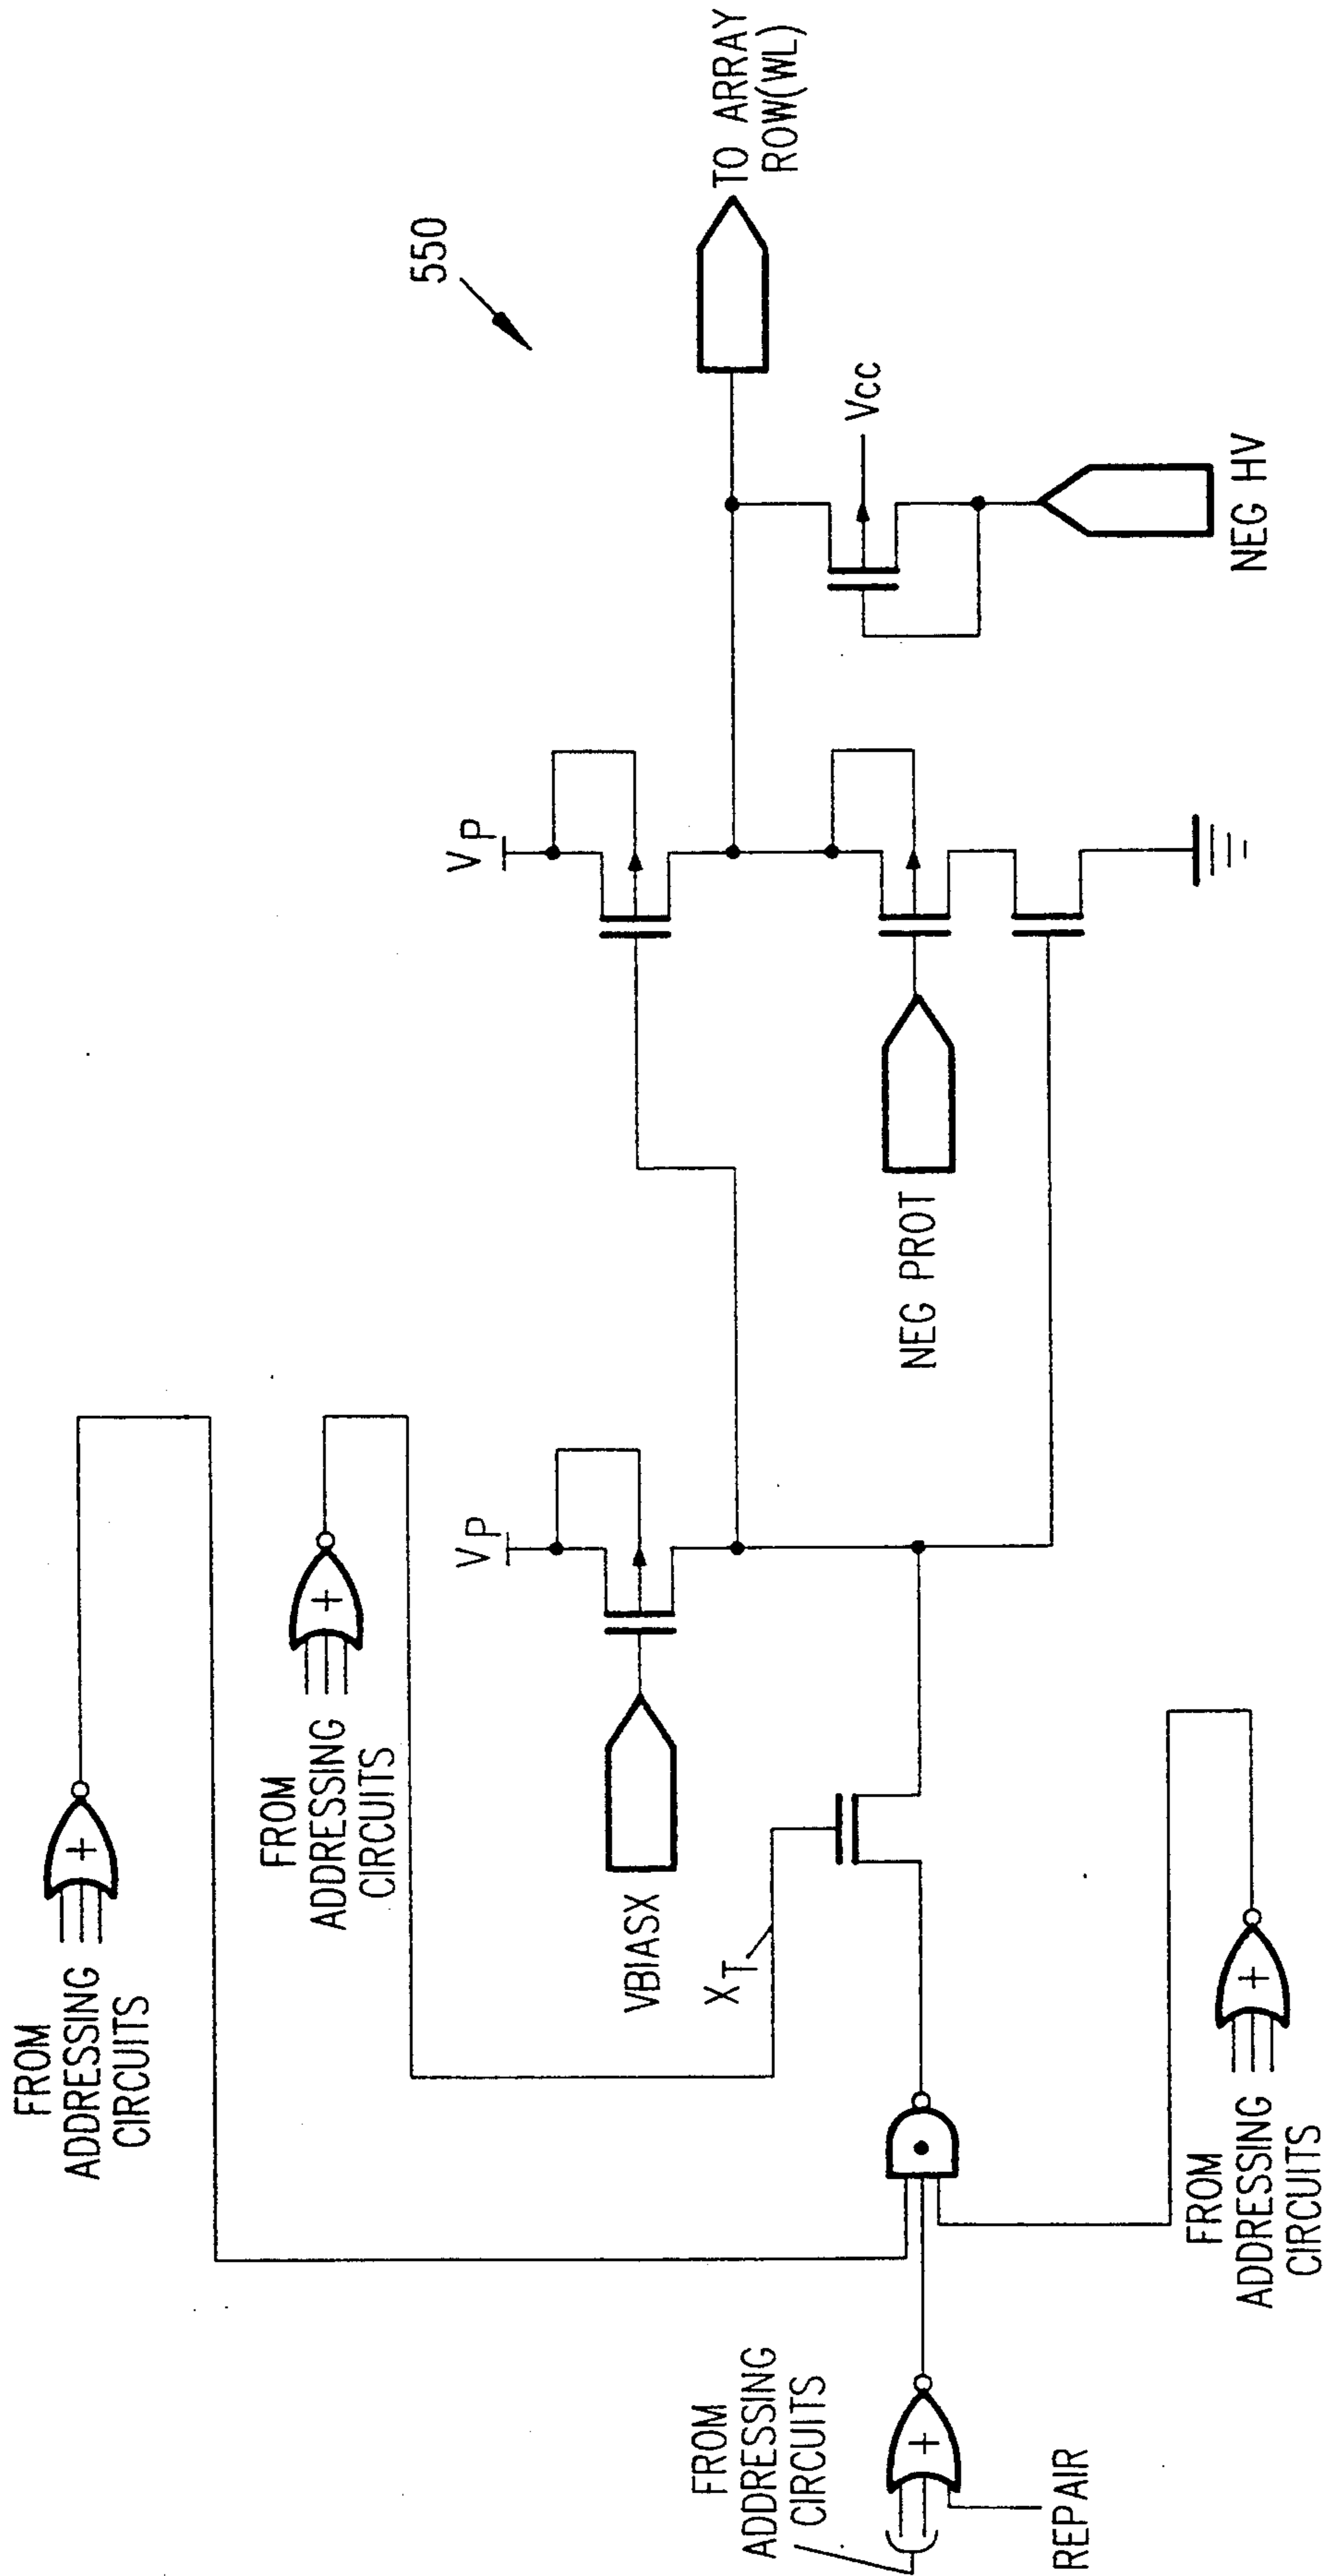 550
TO ARRAY
ROW(WL)
VP
Vcc
NEG HV
NEG PROT
VP
VBIASX
XT
FROM
ADDRESSING
CIRCUITS
+
FROM
ADDRESSING
CIRCUITS
+
FROM
ADDRESSING
CIRCUITS
+
FROM
ADDRESSING
CIRCUITS
+
REPAIR